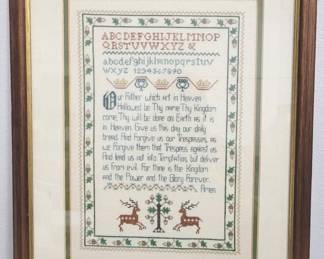 ABCDEFGHIJKLMNOP
QRSTUVWXYZ &
abcdefghijklmnopqrstuv
wxyz 1234567890
Our Father which art in Heaven
Hallowed be Thy name Thy Kingdom
come Thy will be done on Earth as it is
in Heaven. Give us this day our daily
bread. And Forgive us our Trespasses, as
we Forgive them that Trespass against us.
And lead us not into Temptation, but deliver
us from evil. For thine is the Kingdom
and the Power and the Glory Forever.
Amen